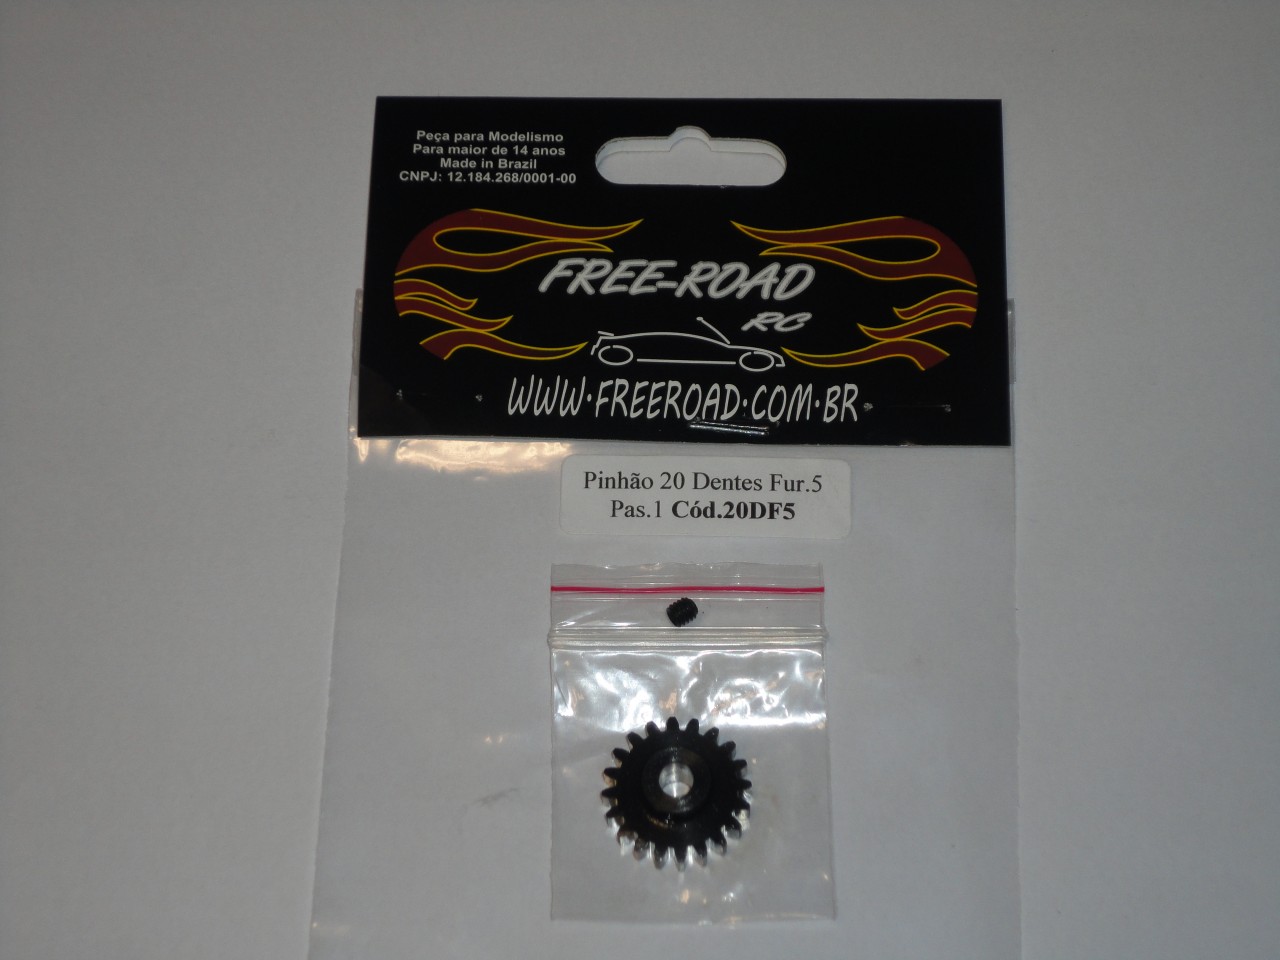 Peça para Modelismo
Para maior de 14 anos
Made in Brazil
CNPJ: 12.184.268/0001-00
FREE-ROAD
RC
WWW.FREEROAD.COM.BR
Pinhão 20 Dentes Fur.5
Pas.1 Cód.20DF5